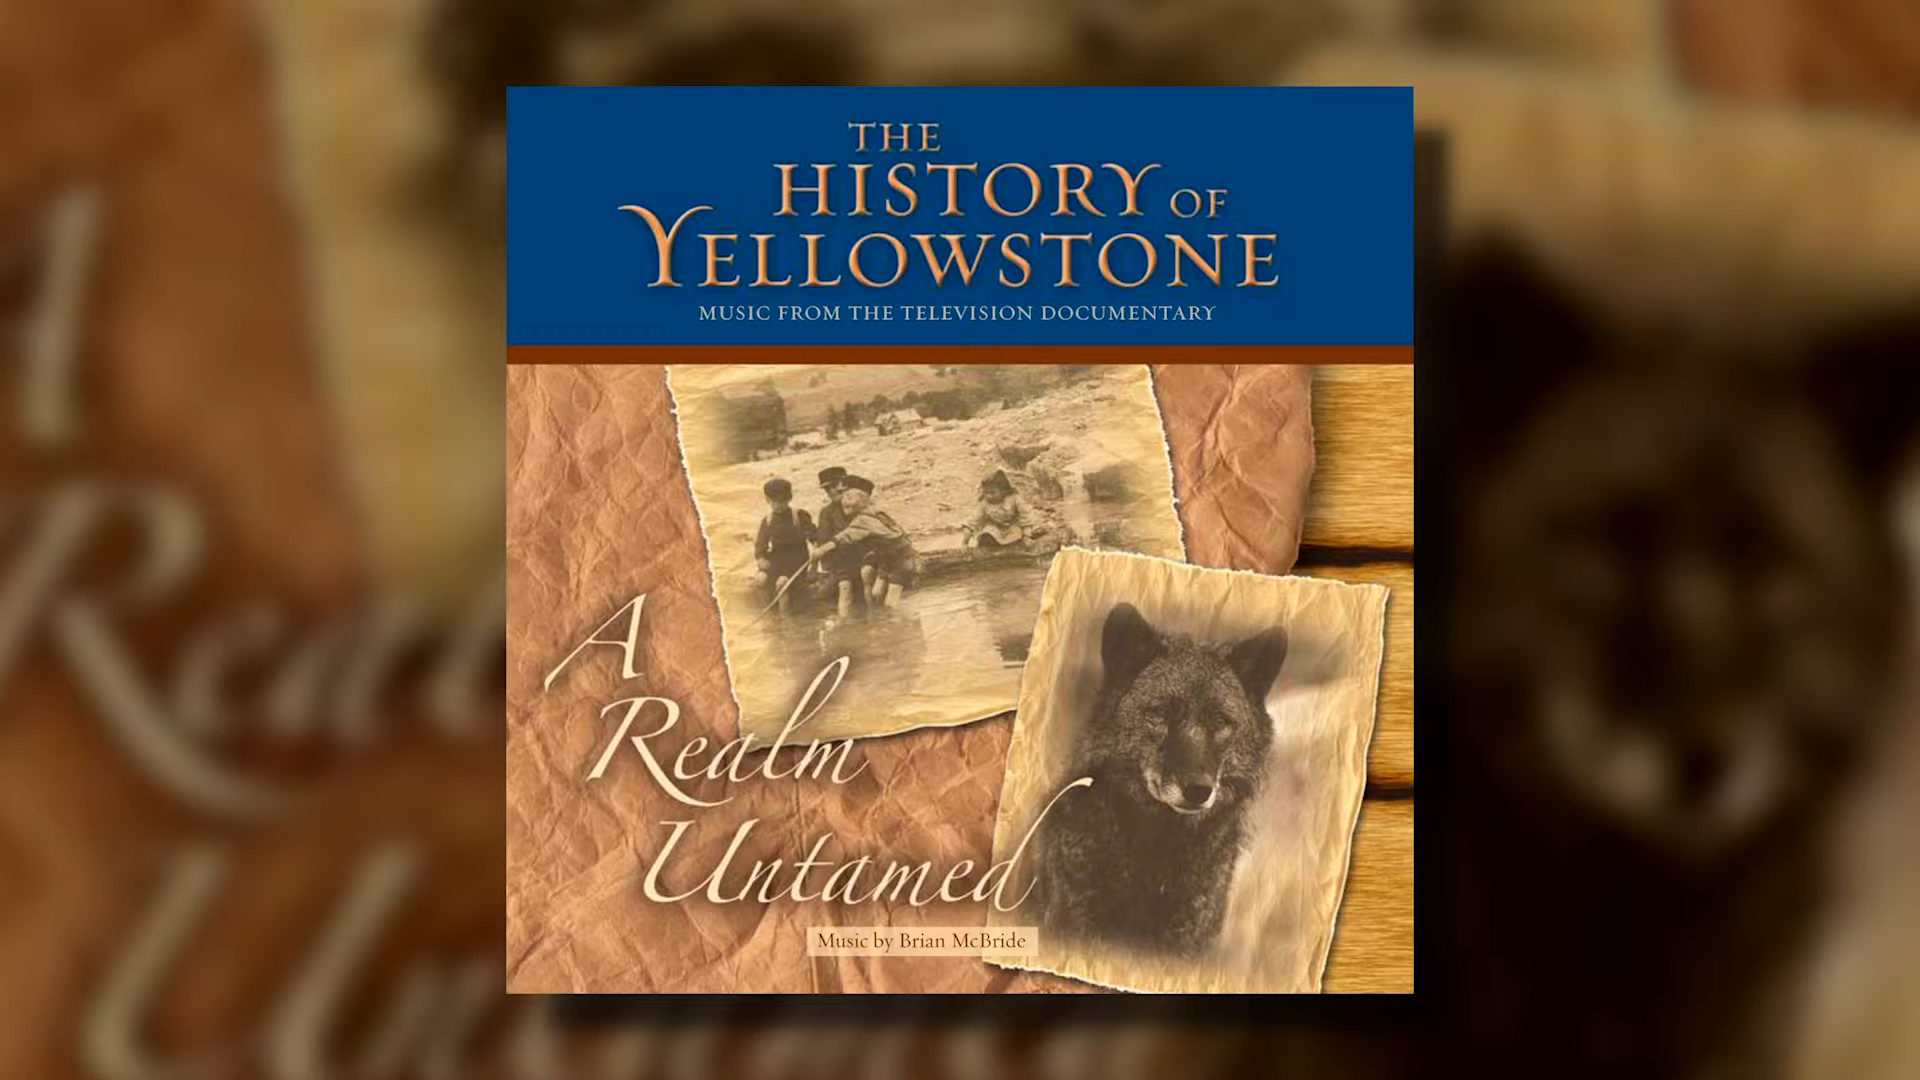 THE
HISTORY OF
YELLOWSTONE
MUSIC FROM THE TELEVISION DOCUMENTARY
A
Realm
Untamed
Music by Brian McBride